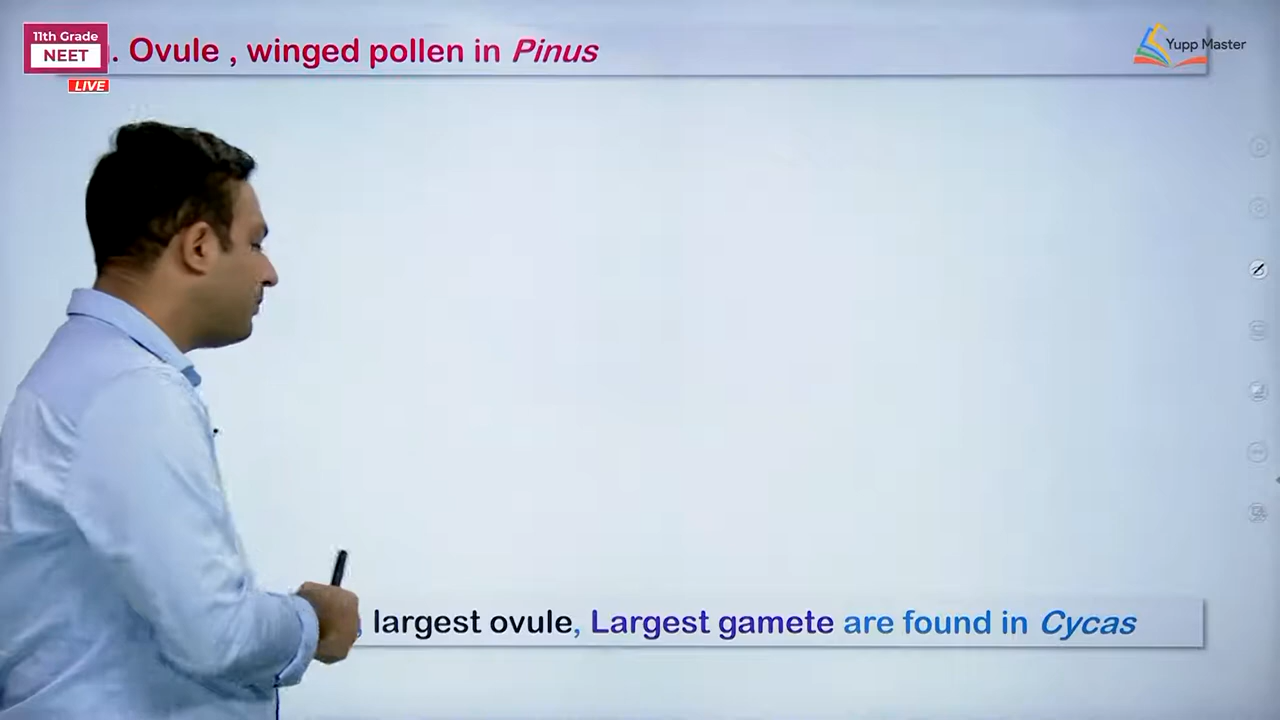 11th Grade
NEET
LIVE
. Ovule , winged pollen in Pinus
Yupp Master
, largest ovule, Largest gamete are found in Cycas